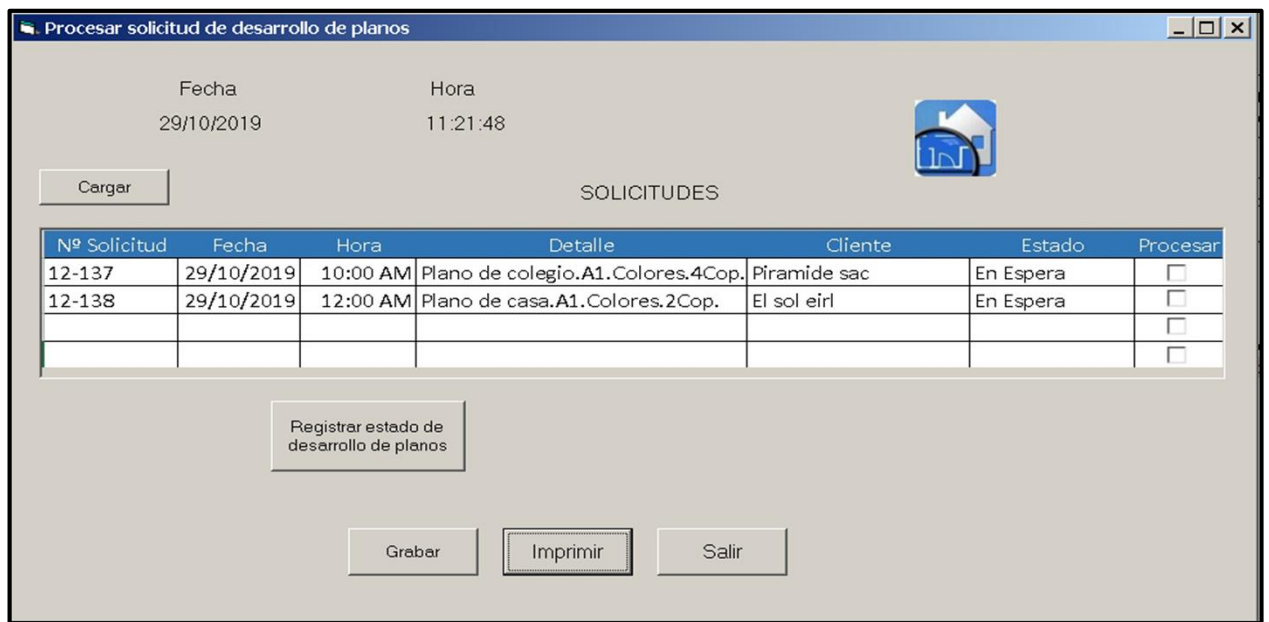 Procesar solicitud de desarrollo de planos
Fecha Hora
29/10/2019 11:21:48
Cargar
SOLICITUDES
Nº Solicitud Fecha Hora Detalle Cliente Estado Procesar
12-137 29/10/2019 10:00 AM Plano de colegio.A1.Colores.4Cop. Piramide sac En Espera
12-138 29/10/2019 12:00 AM Plano de casa.A1.Colores.2Cop. El sol eirl En Espera
Registrar estado de
desarrollo de planos
Grabar Imprimir Salir